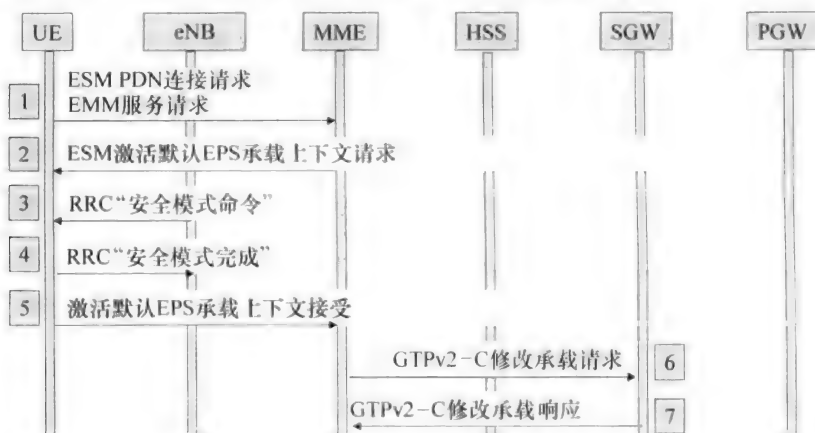 UE eNB MME HSS SGW PGW
ESM PDN连接请求
1 EMM服务请求
2 ESM激活默认EPS承载上下文请求
3 RRC“安全模式命令”
4 RRC“安全模式完成”
5 激活默认EPS承载上下文接受
GTPv2-C修改承载请求 6
GTPv2-C修改承载响应 7